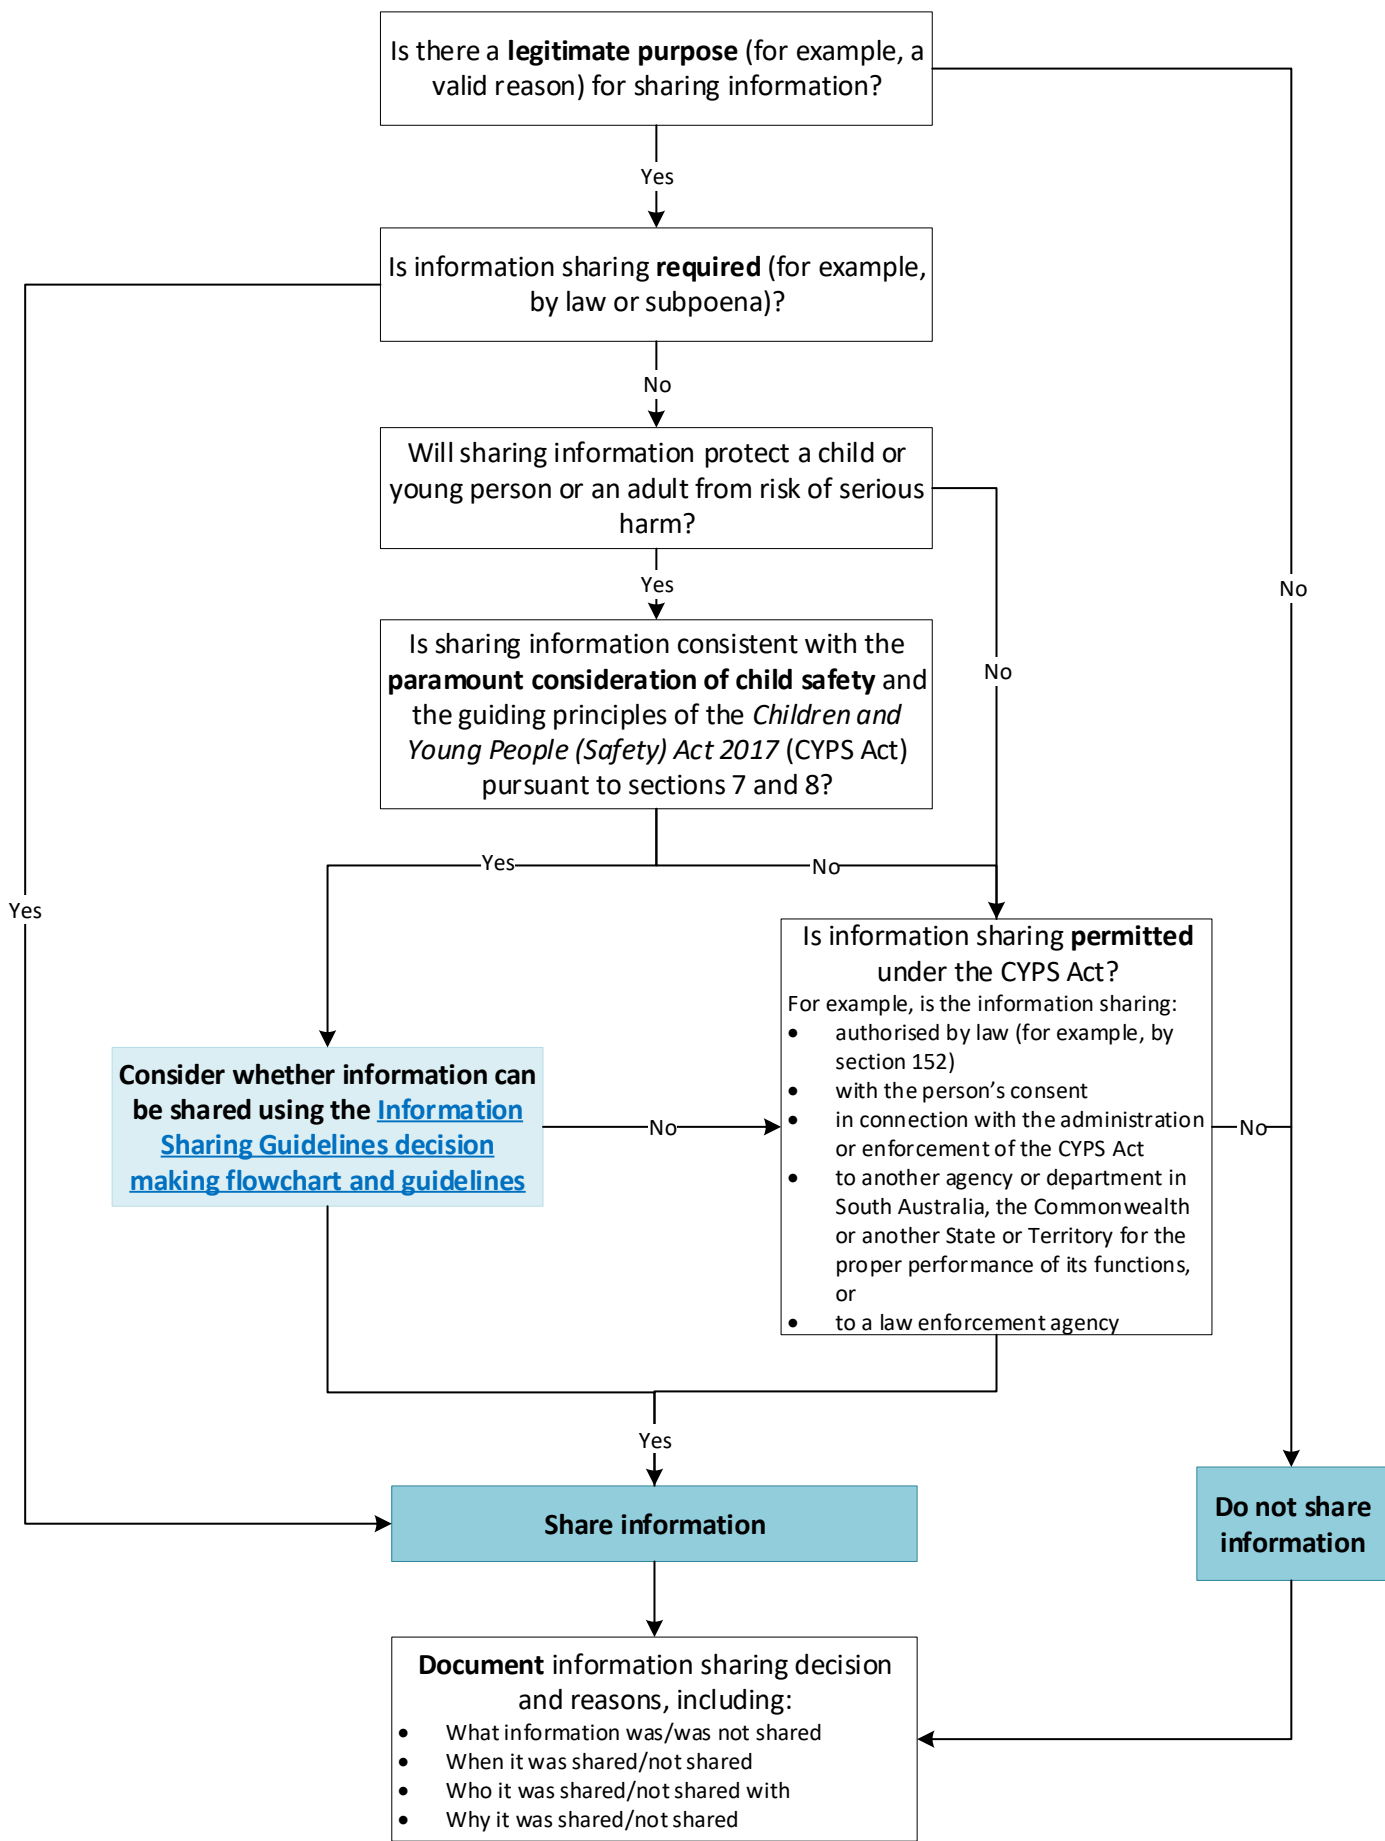 Is there a legitimate purpose (for example, a
valid reason) for sharing information?
Yes
Is information sharing required (for example,
by law or subpoena)?
No
Will sharing information protect a child or
young person or an adult from risk of serious
harm?
Yes
No
Is sharing information consistent with the
paramount consideration of child safety and
the guiding principles of the Children and
Young People (Safety) Act 2017 (CYPS Act)
pursuant to sections 7 and 8?
No
Yes
No
Yes
Is information sharing permitted
under the CYPS Act?
For example, is the information sharing:
• authorised by law (for example, by
section 152)
• with the person’s consent
• in connection with the administration
or enforcement of the CYPS Act
• to another agency or department in
South Australia, the Commonwealth
or another State or Territory for the
proper performance of its functions,
or
• to a law enforcement agency
Consider whether information can
be shared using the Information
Sharing Guidelines decision
making flowchart and guidelines
No
No
Yes
Share information
Do not share
information
Document information sharing decision
and reasons, including:
• What information was/was not shared
• When it was shared/not shared
• Who it was shared/not shared with
• Why it was shared/not shared